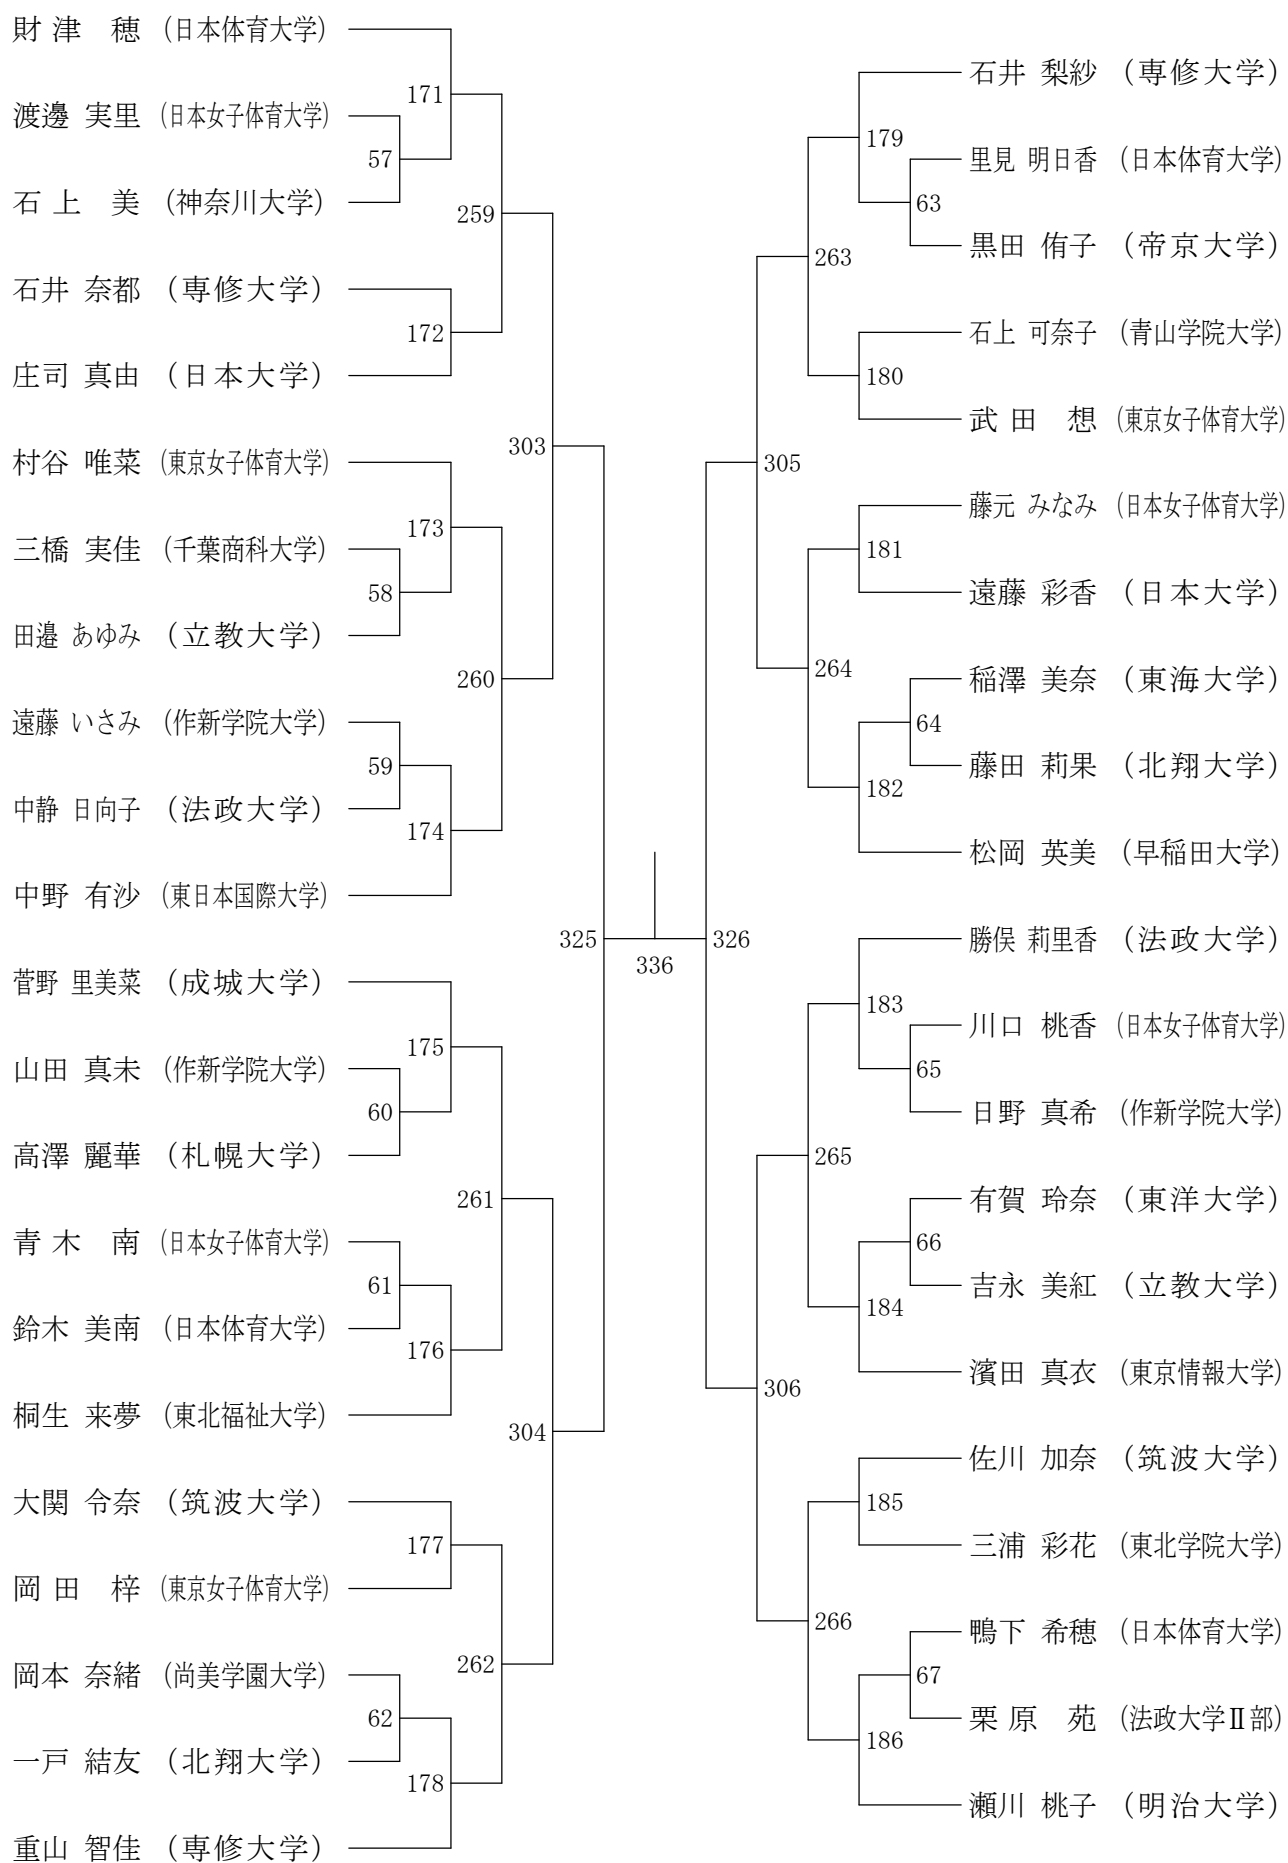 財津 穂 (日本体育大学)
渡邊 実里 (日本女子体育大学)
石上 美 (神奈川大学)
石井 奈都 (専修大学)
庄司 真由 (日本大学)
村谷 唯菜 (東京女子体育大学)
三橋 実佳 (千葉商科大学)
田邉 あゆみ (立教大学)
遠藤 いさみ (作新学院大学)
中静 日向子 (法政大学)
中野 有沙 (東日本国際大学)
菅野 里美菜 (成城大学)
山田 真未 (作新学院大学)
高澤 麗華 (札幌大学)
青木 南 (日本女子体育大学)
鈴木 美南 (日本体育大学)
桐生 来夢 (東北福祉大学)
大関 令奈 (筑波大学)
岡田 梓 (東京女子体育大学)
岡本 奈緒 (尚美学園大学)
一戸 結友 (北翔大学)
重山 智佳 (専修大学)
57
58
59
60
61
62
171
172
173
174
175
176
177
178
259
260
261
262
303
304
325
336
326
305
306
263
264
265
266
179
180
181
182
183
184
185
186
63
64
65
66
67
石井 梨紗 (専修大学)
里見 明日香 (日本体育大学)
黒田 侑子 (帝京大学)
石上 可奈子 (青山学院大学)
武田 想 (東京女子体育大学)
藤元 みなみ (日本女子体育大学)
遠藤 彩香 (日本大学)
稲澤 美奈 (東海大学)
藤田 莉果 (北翔大学)
松岡 英美 (早稲田大学)
勝俣 莉里香 (法政大学)
川口 桃香 (日本女子体育大学)
日野 真希 (作新学院大学)
有賀 玲奈 (東洋大学)
吉永 美紅 (立教大学)
濱田 真衣 (東京情報大学)
佐川 加奈 (筑波大学)
三浦 彩花 (東北学院大学)
鴨下 希穂 (日本体育大学)
栗原 苑 (法政大学Ⅱ部)
瀬川 桃子 (明治大学)